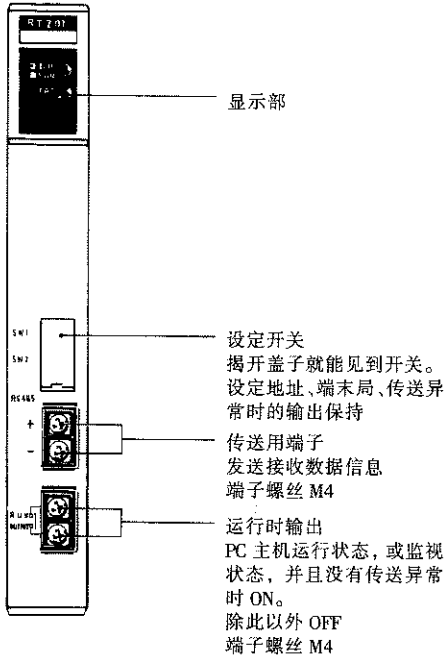 RT201
RUN
显示部
SW1
SW2
设定开关
揭开盖子就能见到开关。
设定地址、端末局、传送异
常时的输出保持
RS485
+
-
传送用端子
发送接收数据信息
端子螺丝 M4
运行时输出
PC 主机运行状态，或监视
状态，并且没有传送异常
时 ON。
除此以外 OFF
端子螺丝 M4